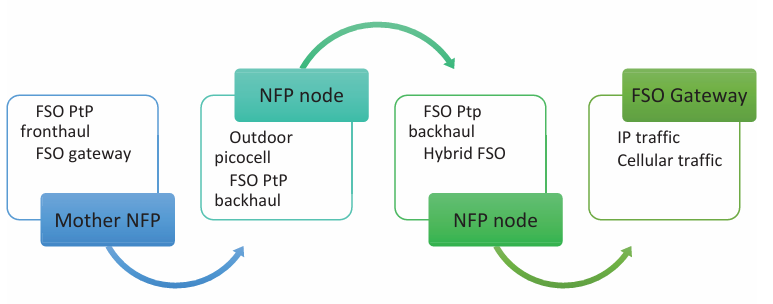 FSO PtP
fronthaul
FSO gateway
Mother NFP
NFP node
Outdoor
picocell
FSO PtP
backhaul
FSO Ptp
backhaul
Hybrid FSO
NFP node
FSO Gateway
IP traffic
Cellular traffic